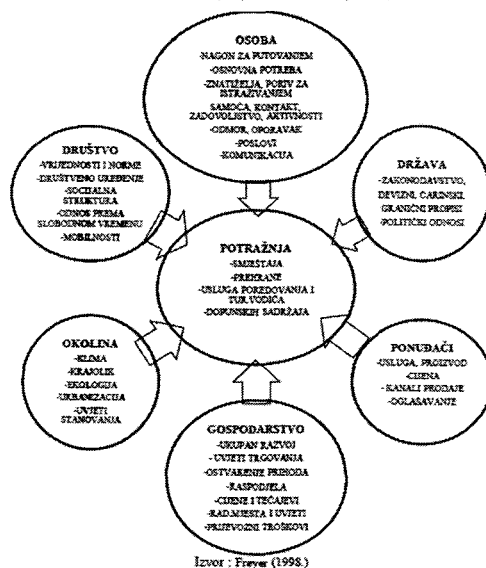 OSOBA
-NAGON ZA PUTOVANJEM
-OSNOVNA POTREBA
-ZNATIŽELJA, PORIV ZA
ISTRAŽIVANJEM
SAMOĆA, KONTAKT,
ZADOVOLJSTVO, AKTIVNOSTI
-ODMOR, OPORAVAK
-POSLOVI
-KOMUNIKACIJA
DRUŠTVO
-VRIJEDNOSTI I NORME
-DRUŠTVENO UREĐENJE
-SOCIJALNA
STRUKTURA
-ODNOS PREMA
SLOBODNOM VREMENU
-MOBILNOSTI
DRŽAVA
-ZAKONODAVSTVO,
DEVIZNI, CARINSKI,
GRANIČNI PROPISI
-POLITIČKI ODNOSI
POTRAŽNJA
-SMJEŠTAJA
-PREHRANE
-USLUGA POREDOVANJA I
TUR.VODIČA
-DOPUNSKIH SADRŽAJA
OKOLINA
-KLIMA
-KRAJOLIK
-EKOLOGIJA
-URBANIZACIJA
-UVJETI
STANOVANJA
PONUĐAČI
-USLUGA, PROIZVOD
-CIJENA
- KANALI PRODAJE
-OGLAŠAVANJE
GOSPODARSTVO
-UKUPAN RAZVOJ
-UVJETI TRGOVANJA
-OSTVARENJE PRIHODA
-RASPODJELA
-CIJENE I TEČAJEVI
-RAD.MJESTA I UVJETI
-PRIJEVOZNI TROŠKOVI
Izvor : Freyer (1998.)